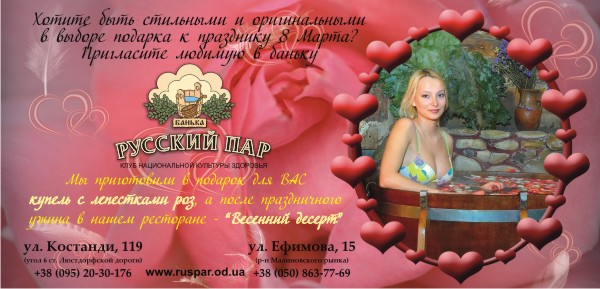 Хотите быть стильными и оригинальными
в выборе подарка к празднику 8 Марта?
Пригласите любимую в баньку
БАНЬКА
РУССКИЙ ПАР
КЛУБ НАЦИОНАЛЬНОЙ КУЛЬТУРЫ ЗДОРОВЬЯ
Мы приготовили в подарок для ВАС
купель с лепестками роз, а после праздничного
ужина в нашем ресторане - "Весенний десерт"
ул. Костанди, 119
(угол 6 ст. Люстдорфской дороги)
+38 (095) 20-30-176
www.ruspar.od.ua
ул. Ефимова, 15
(р-н Малиновского рынка)
+38 (050) 863-77-69